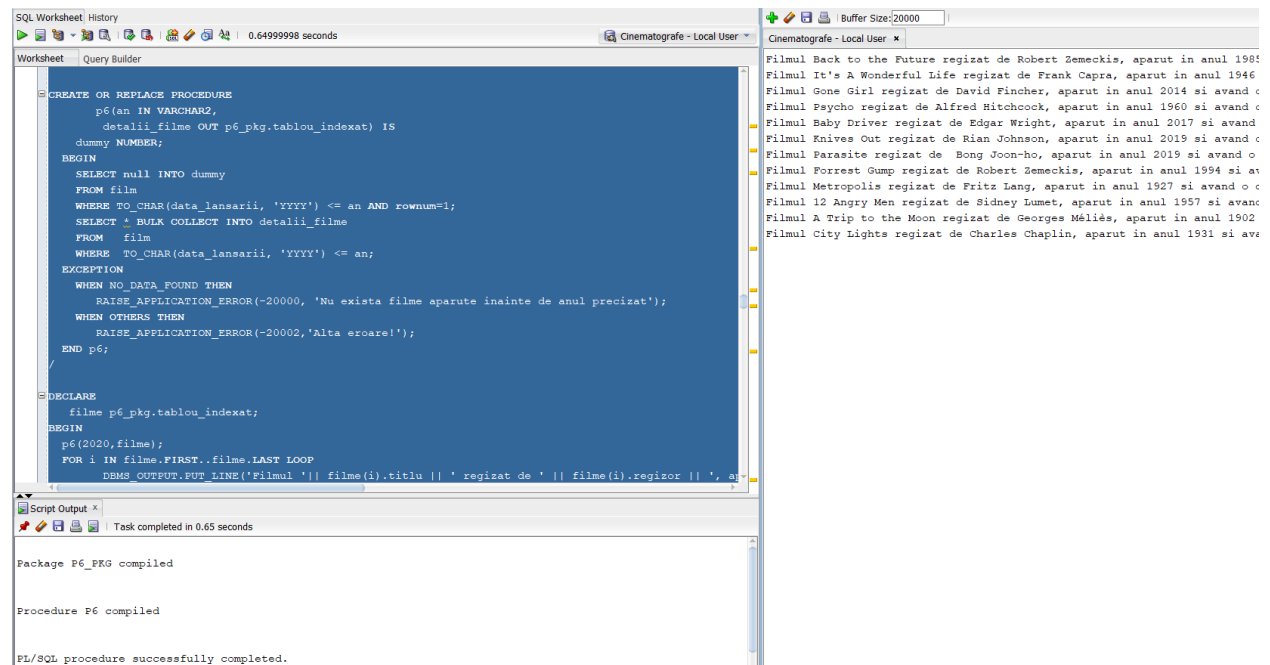 SQL Worksheet History
0.64999998 seconds
Cinematografe - Local User
Worksheet Query Builder
CREATE OR REPLACE PROCEDURE
p6(an IN VARCHAR2,
detalii_filme OUT p6_pkg.tablou_indexat) IS
dummy NUMBER;
BEGIN
SELECT null INTO dummy
FROM film
WHERE TO_CHAR(data_lansarii, 'YYYY') <= an AND rownum=1;
SELECT * BULK COLLECT INTO detalii_filme
FROM film
WHERE TO_CHAR(data_lansarii, 'YYYY') <= an;
EXCEPTION
WHEN NO_DATA_FOUND THEN
RAISE_APPLICATION_ERROR(-20000, 'Nu exista filme aparute inainte de anul precizat');
WHEN OTHERS THEN
RAISE_APPLICATION_ERROR(-20002,'Alta eroare!');
END p6;
/
DECLARE
filme p6_pkg.tablou_indexat;
BEGIN
p6(2020,filme);
FOR i IN filme.FIRST..filme.LAST LOOP
DBMS_OUTPUT.PUT_LINE('Filmul '|| filme(i).titlu || ' regizat de ' || filme(i).regizor || ', a
Script Output x
Task completed in 0.65 seconds
Package P6_PKG compiled
Procedure P6 compiled
PL/SQL procedure successfully completed.
Buffer Size: 20000
Cinematografe - Local User x
Filmul Back to the Future regizat de Robert Zemeckis, aparut in anul 1985
Filmul It's A Wonderful Life regizat de Frank Capra, aparut in anul 1946
Filmul Gone Girl regizat de David Fincher, aparut in anul 2014 si avand
Filmul Psycho regizat de Alfred Hitchcock, aparut in anul 1960 si avand
Filmul Baby Driver regizat de Edgar Wright, aparut in anul 2017 si avand
Filmul Knives Out regizat de Rian Johnson, aparut in anul 2019 si avand
Filmul Parasite regizat de  Bong Joon-ho, aparut in anul 2019 si avand o
Filmul Forrest Gump regizat de Robert Zemeckis, aparut in anul 1994 si av
Filmul Metropolis regizat de Fritz Lang, aparut in anul 1927 si avand o
Filmul 12 Angry Men regizat de Sidney Lumet, aparut in anul 1957 si avand
Filmul A Trip to the Moon regizat de Georges Méliès, aparut in anul 1902
Filmul City Lights regizat de Charles Chaplin, aparut in anul 1931 si ava